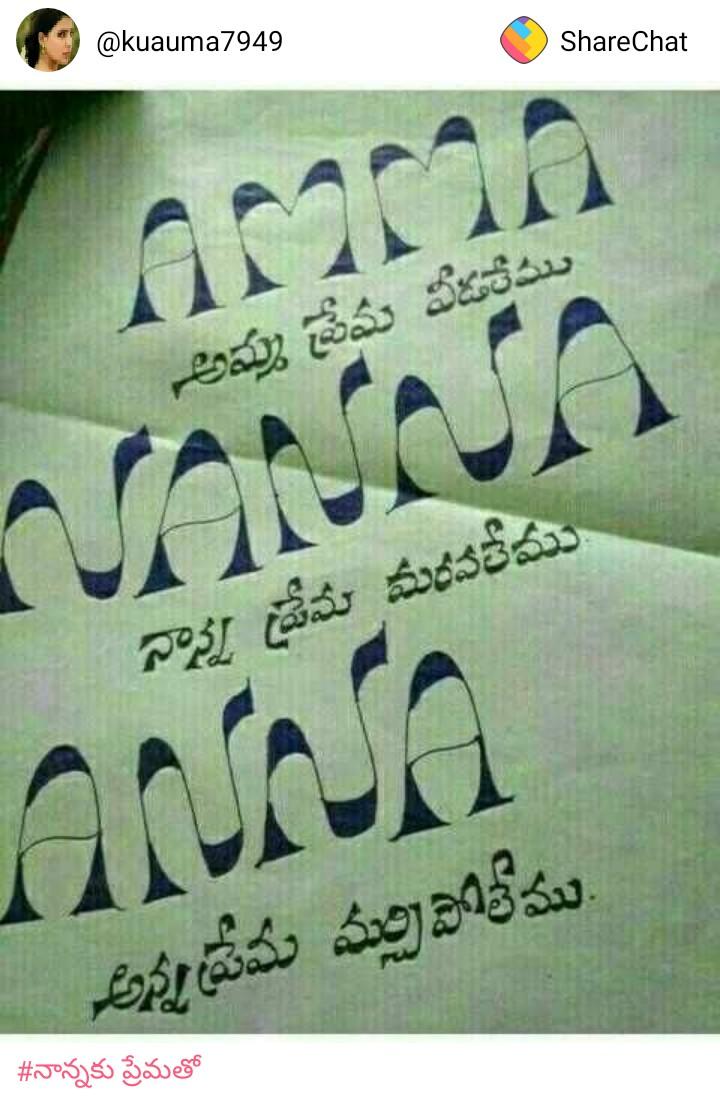 @kuauma7949 ShareChat
AMMA
అమ్మ ప్రేమ వీడలేము
NANNA
నాన్న ప్రేమ మరవలేము.
ANNA
అన్న ప్రేమ మర్చిపోలేము.
#నాన్నకు ప్రేమతో